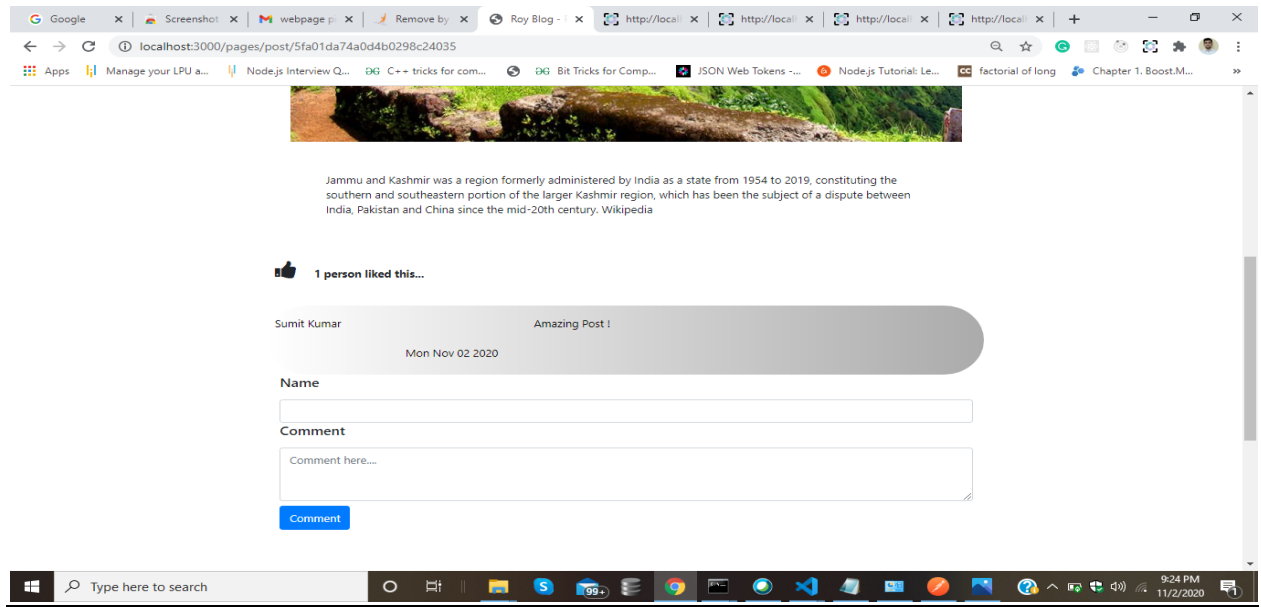 Google
Screenshot
webpage p
Remove by
Roy Blog -
http://local
http://local
http://local
http://local
localhost:3000/pages/post/5fa01da74a0d4b0298c24035
Apps
Manage your LPU a...
Node.js Interview Q...
C++ tricks for com...
Bit Tricks for Comp...
JSON Web Tokens -...
Node.js Tutorial: Le...
factorial of long
Chapter 1. Boost.M...
Jammu and Kashmir was a region formerly administered by India as a state from 1954 to 2019, constituting the
southern and southeastern portion of the larger Kashmir region, which has been the subject of a dispute between
India, Pakistan and China since the mid-20th century. Wikipedia
1 person liked this...
Sumit Kumar
Amazing Post !
Mon Nov 02 2020
Name
Comment
Comment here....
Comment
Type here to search
99+
9:24 PM
11/2/2020